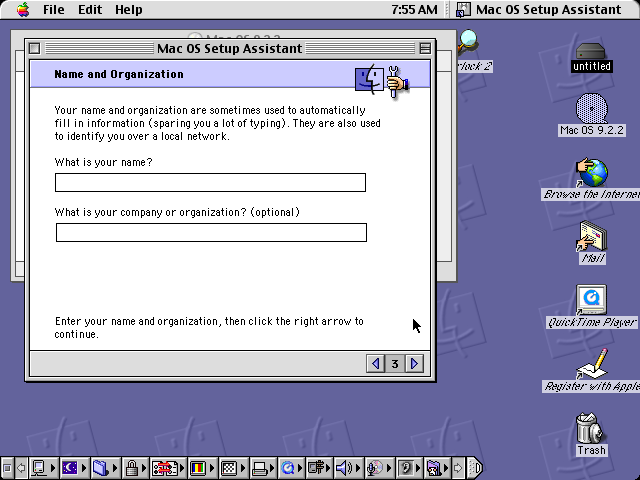 File Edit Help 7:55 AM Mac OS Setup Assistant
Mac OS 9.2.2
Mac OS Setup Assistant
Name and Organization
Your name and organization are sometimes used to automatically
fill in information (sparing you a lot of typing). They are also used
to identify you over a local network.
What is your name?
What is your company or organization? (optional)
Enter your name and organization, then click the right arrow to
continue.
3
rlock 2
untitled
Mac OS 9.2.2
Browse the Internet
Mail
QuickTime Player
Register with Apple
Trash